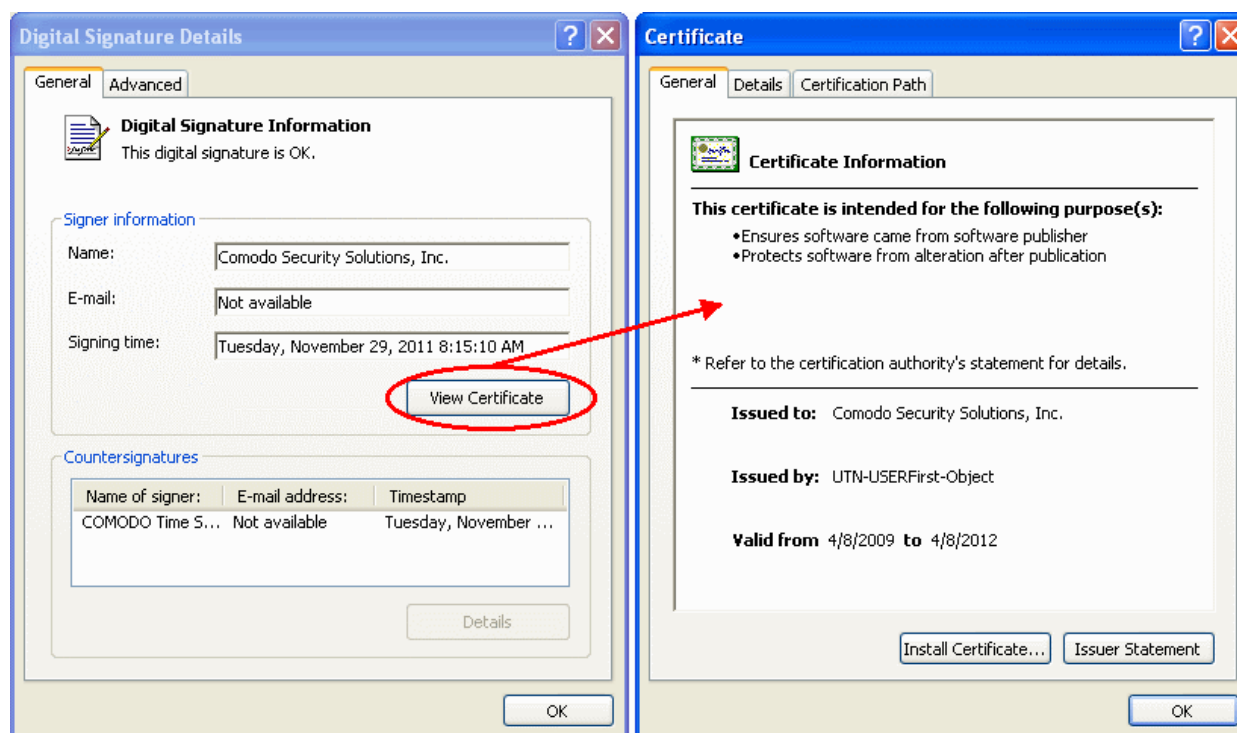 Digital Signature Details
General Advanced
Digital Signature Information
This digital signature is OK.
Signer information
Name: Comodo Security Solutions, Inc.
E-mail: Not available
Signing time: Tuesday, November 29, 2011 8:15:10 AM
View Certificate
Countersignatures
Name of signer: E-mail address: Timestamp
COMODO Time S... Not available Tuesday, November ...
Details
OK
Certificate
General Details Certification Path
Certificate Information
This certificate is intended for the following purpose(s):
•Ensures software came from software publisher
•Protects software from alteration after publication
* Refer to the certification authority's statement for details.
Issued to: Comodo Security Solutions, Inc.
Issued by: UTN-USERFirst-Object
Valid from 4/8/2009 to 4/8/2012
Install Certificate... Issuer Statement
OK